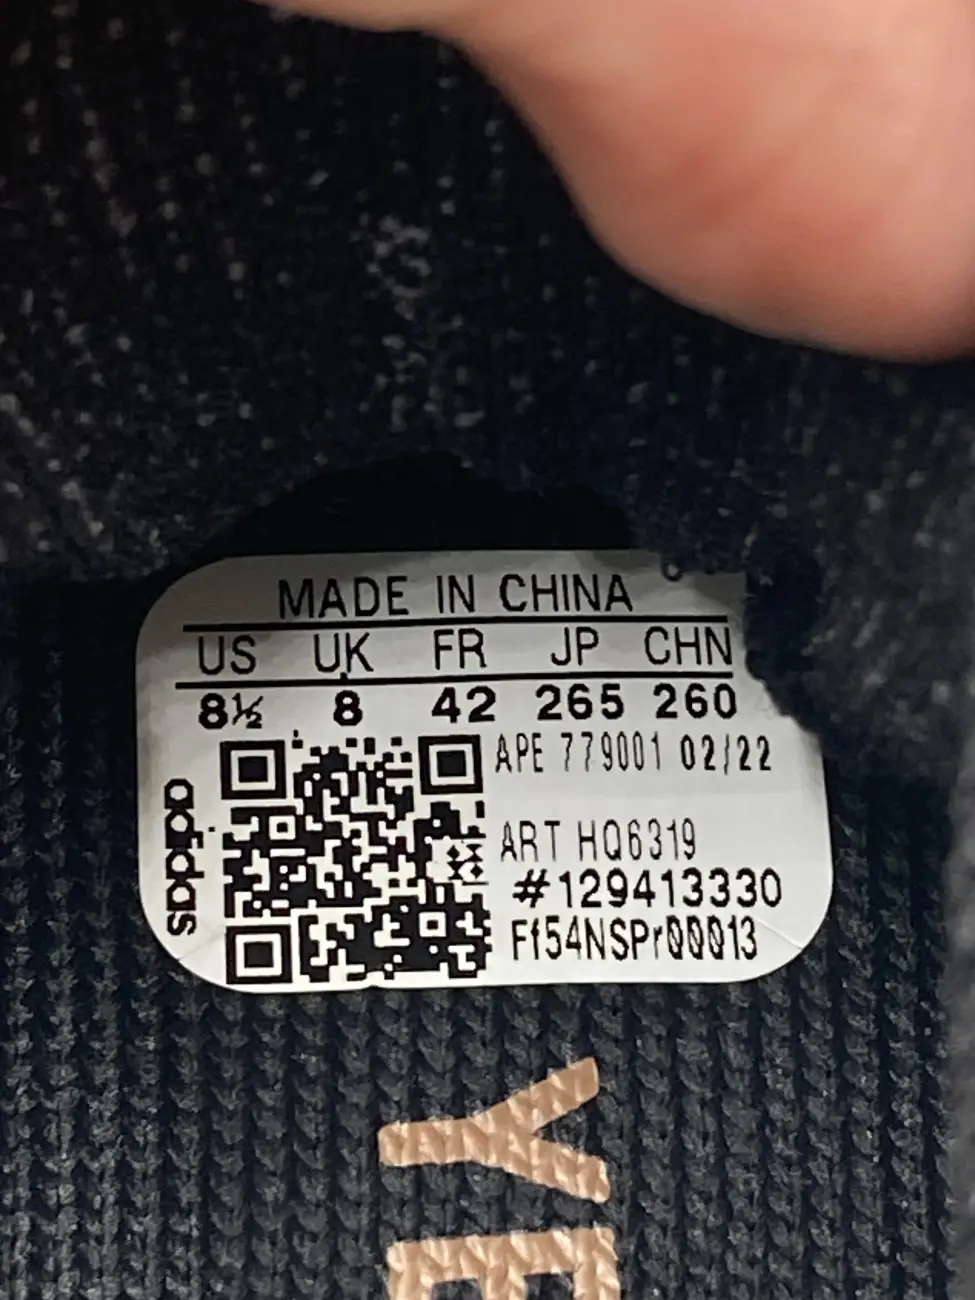 MADE IN CHINA
US UK FR JP CHN
8½ 8 42 265 260
APE 779001 02/22
adidas
ART HQ6319
#129413330
Ff54NSPr00013
YE